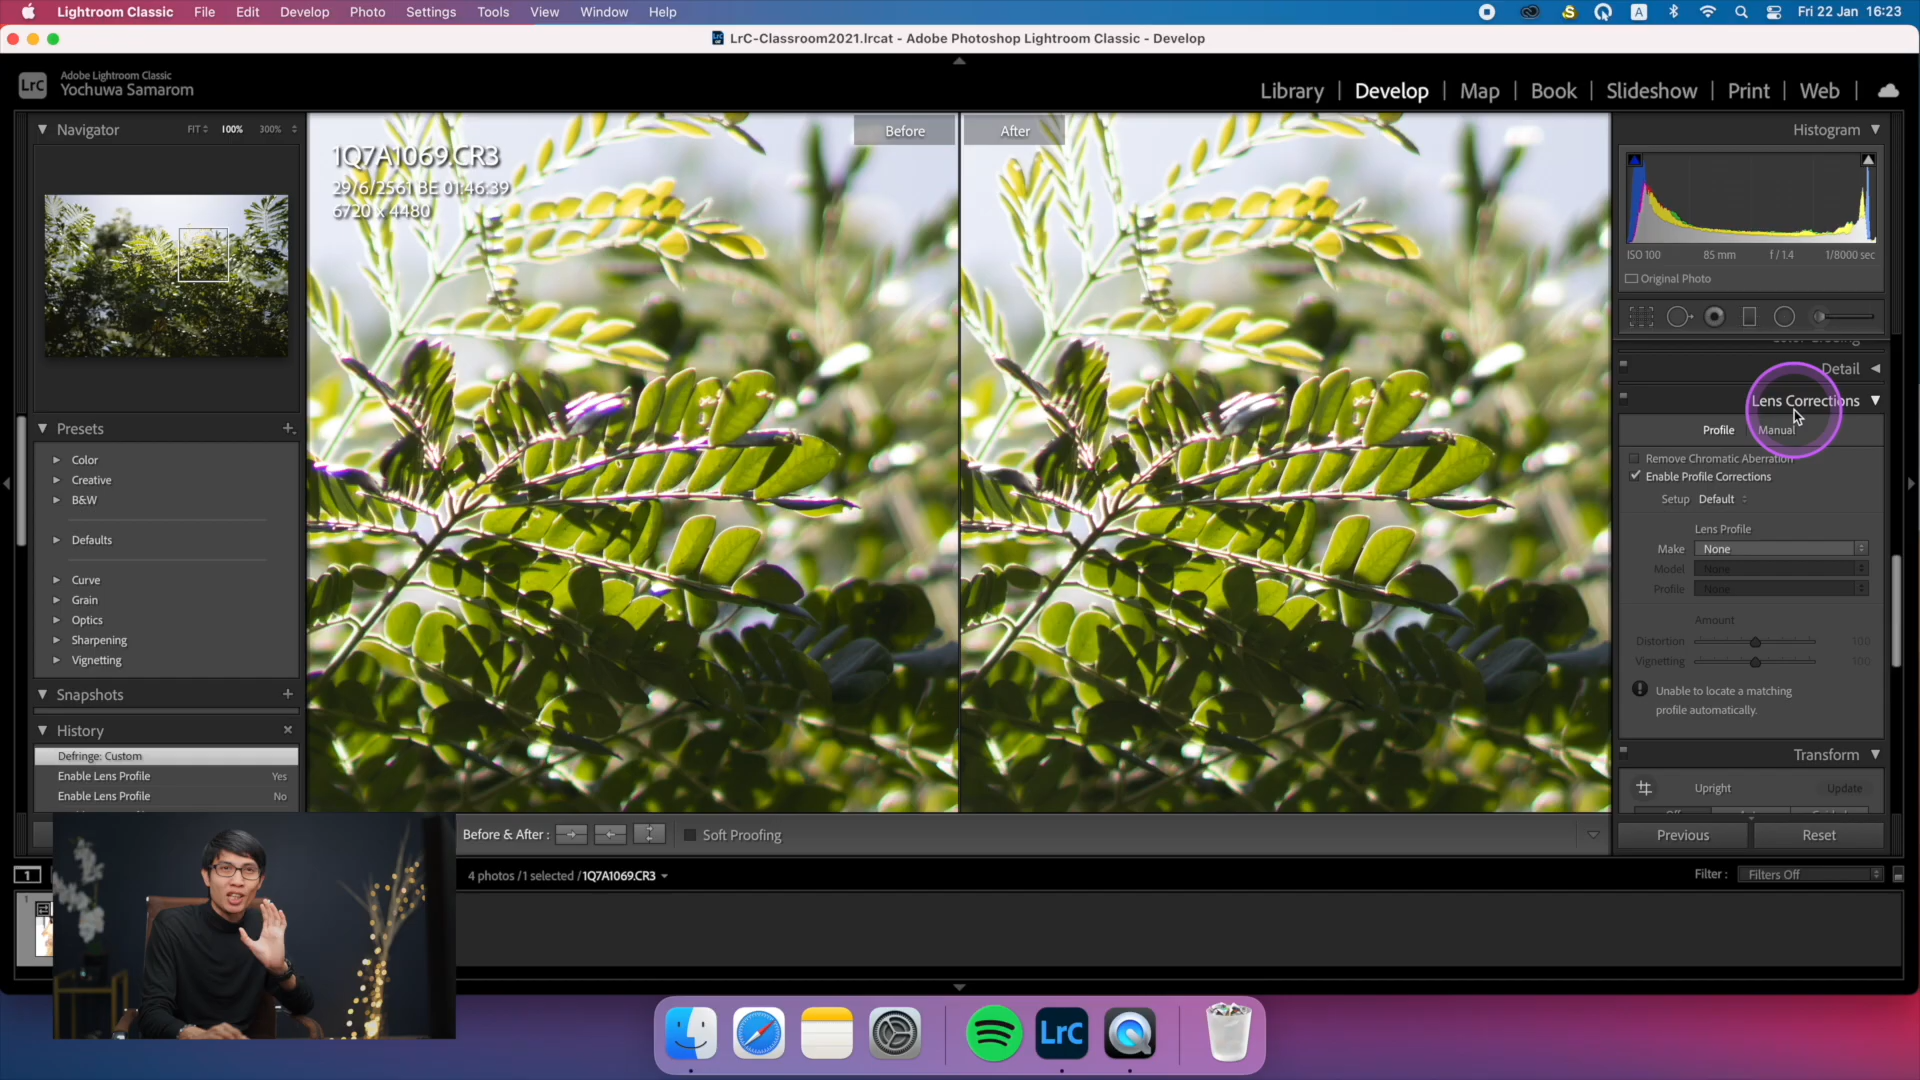 Lightroom Classic File Edit Develop Photo Settings Tools View Window Help A Fri 22 Jan 16:23
LrC LrC-Classroom2021.lrcat - Adobe Photoshop Lightroom Classic - Develop
LrC
Adobe Lightroom Classic
Yochuwa Samarom
Library | Develop | Map | Book | Slideshow | Print | Web |
Navigator FIT 100% 300%
Before
After
1Q7A1069.CR3
29/6/2561 BE 01:46:39
6720 x 4480
Histogram
ISO 100 85 mm f / 1.4 1/8000 sec
Original Photo
Detail
Lens Corrections
Profile Manual
Remove Chromatic Aberration
Enable Profile Corrections
Setup Default
Lens Profile
Make None
Model None
Profile None
Amount
Distortion 100
Vignetting 100
Unable to locate a matching
profile automatically.
Transform
Upright Update
Previous Reset
Presets +
Color
Creative
B&W
Defaults
Curve
Grain
Optics
Sharpening
Vignetting
Snapshots +
History ×
Defringe: Custom
Enable Lens Profile Yes
Enable Lens Profile No
Before & After : Soft Proofing
1 4 photos /1 selected /1Q7A1069.CR3 Filter : Filters Off
1
LrC